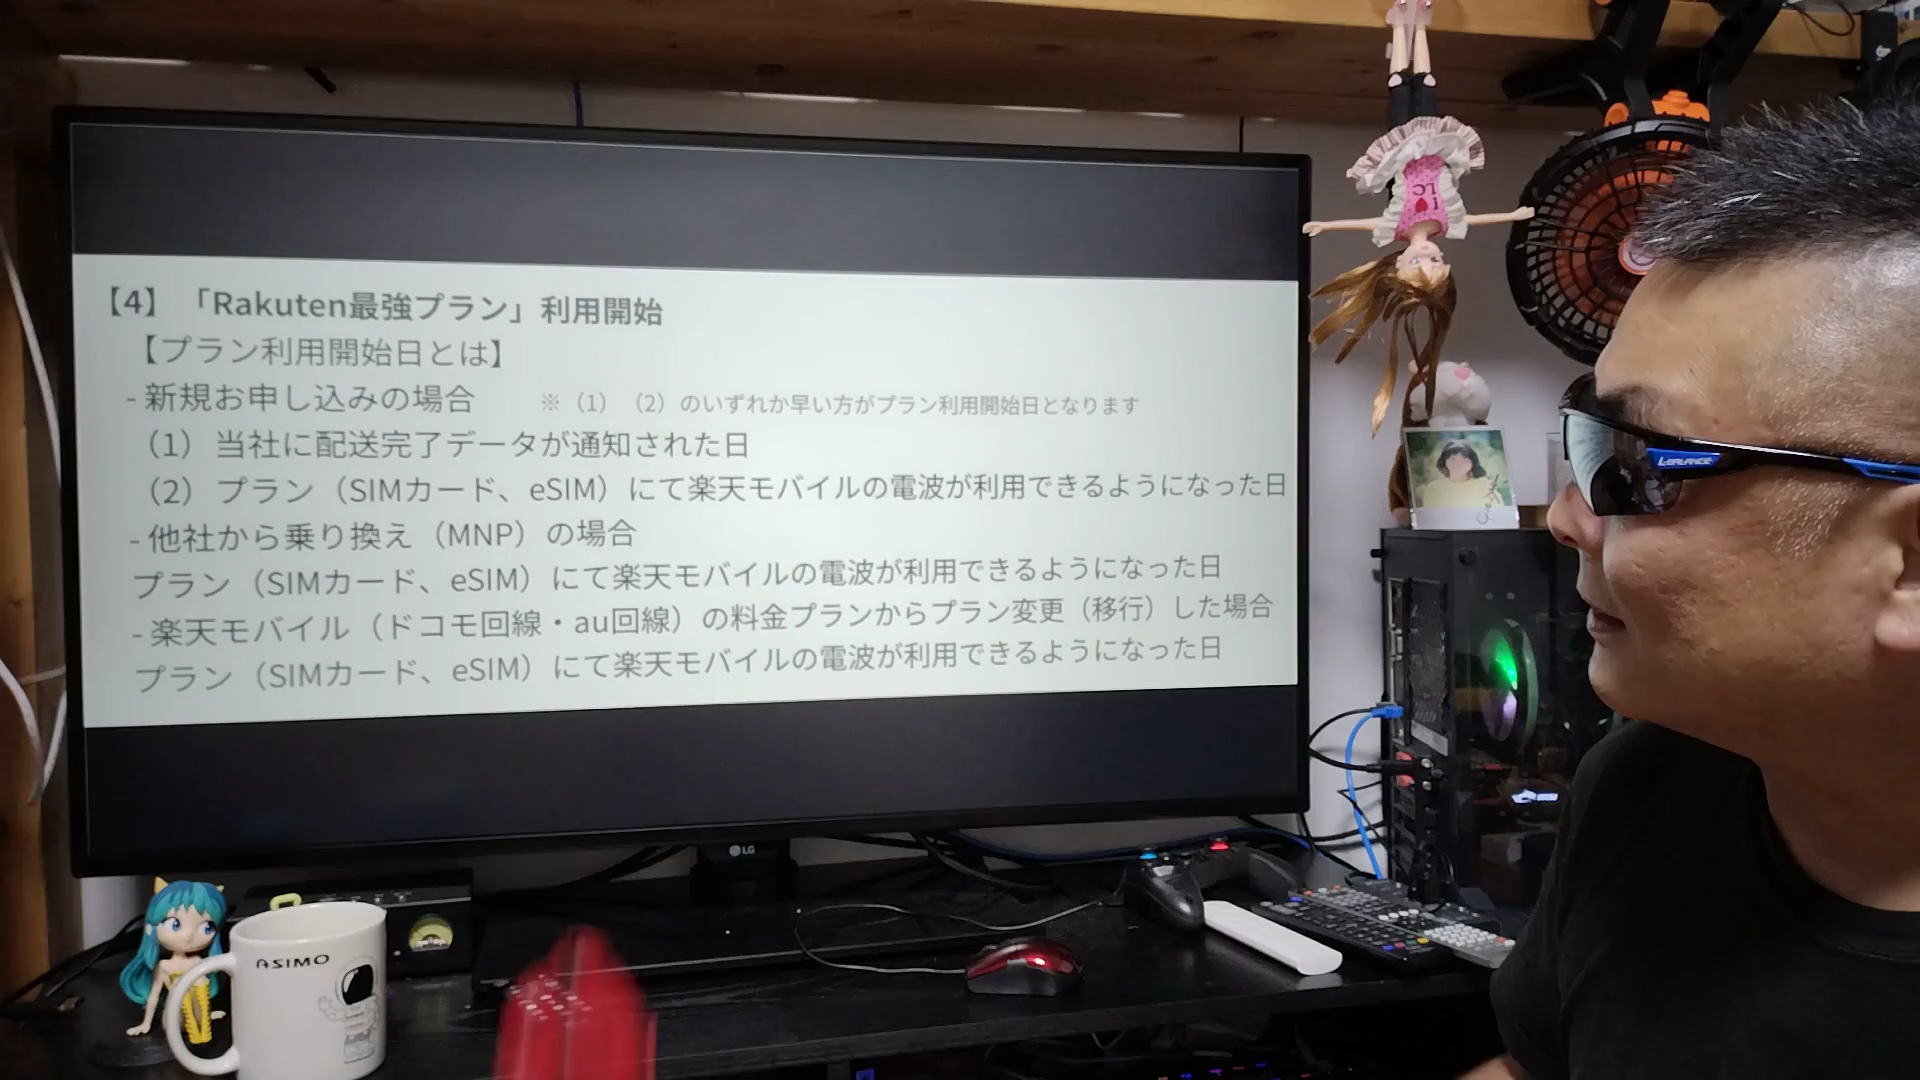 【4】「Rakuten最強プラン」利用開始
【プラン利用開始日とは】
- 新規お申し込みの場合 ※（1）（2）のいずれか早い方がプラン利用開始日となります
（1）当社に配送完了データが通知された日
（2）プラン（SIMカード、eSIM）にて楽天モバイルの電波が利用できるようになった日
- 他社から乗り換え（MNP）の場合
プラン（SIMカード、eSIM）にて楽天モバイルの電波が利用できるようになった日
- 楽天モバイル（ドコモ回線・au回線）の料金プランからプラン変更（移行）した場合
プラン（SIMカード、eSIM）にて楽天モバイルの電波が利用できるようになった日
LG
ASIMO
L-BALANCE